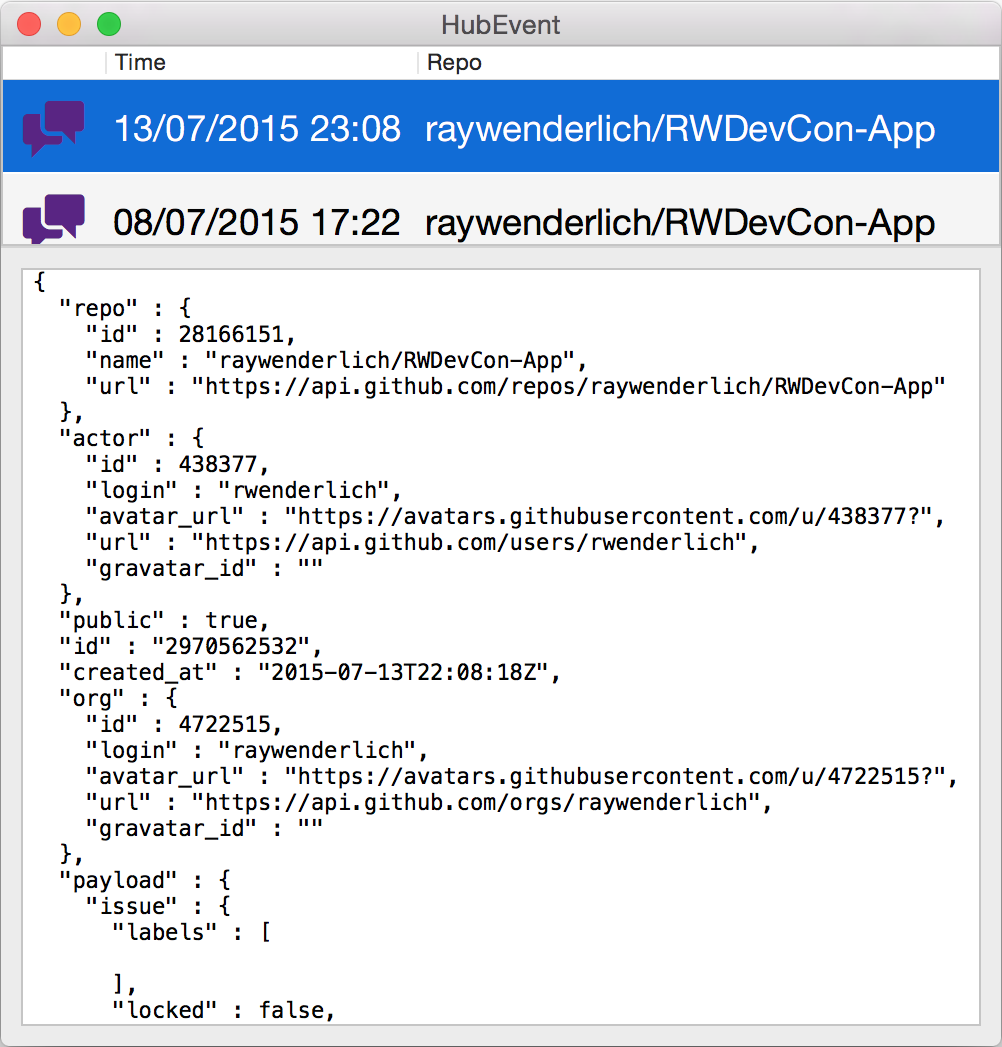 HubEvent
Time Repo
13/07/2015 23:08 raywenderlich/RWDevCon-App
08/07/2015 17:22 raywenderlich/RWDevCon-App
{
  "repo" : {
    "id" : 28166151,
    "name" : "raywenderlich/RWDevCon-App",
    "url" : "https://api.github.com/repos/raywenderlich/RWDevCon-App"
  },
  "actor" : {
    "id" : 438377,
    "login" : "rwenderlich",
    "avatar_url" : "https://avatars.githubusercontent.com/u/438377?",
    "url" : "https://api.github.com/users/rwenderlich",
    "gravatar_id" : ""
  },
  "public" : true,
  "id" : "2970562532",
  "created_at" : "2015-07-13T22:08:18Z",
  "org" : {
    "id" : 4722515,
    "login" : "raywenderlich",
    "avatar_url" : "https://avatars.githubusercontent.com/u/4722515?",
    "url" : "https://api.github.com/orgs/raywenderlich",
    "gravatar_id" : ""
  },
  "payload" : {
    "issue" : {
      "labels" : [

      ],
      "locked" : false,